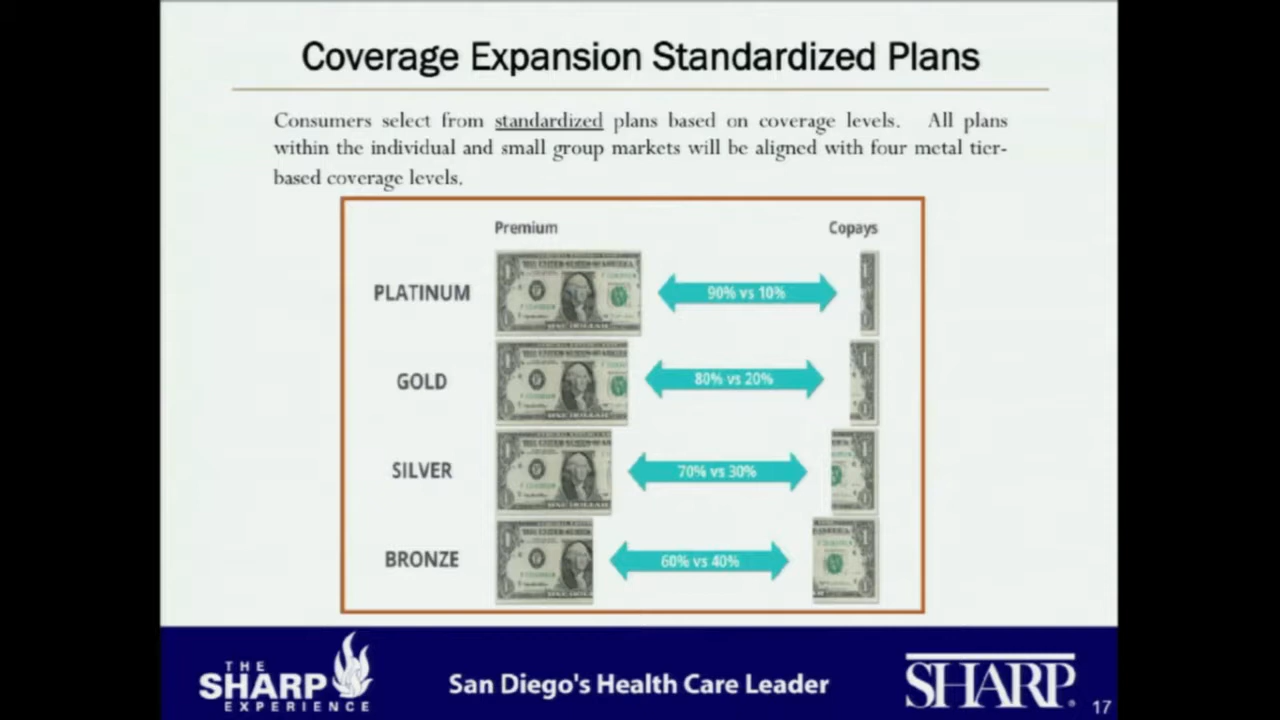 Coverage Expansion Standardized Plans
Consumers select from standardized plans based on coverage levels. All plans
within the individual and small group markets will be aligned with four metal tier-
based coverage levels.
Premium Copays
PLATINUM 90% vs 10%
GOLD 80% vs 20%
SILVER 70% vs 30%
BRONZE 60% vs 40%
THE
SHARP
EXPERIENCE
San Diego's Health Care Leader
SHARP
17